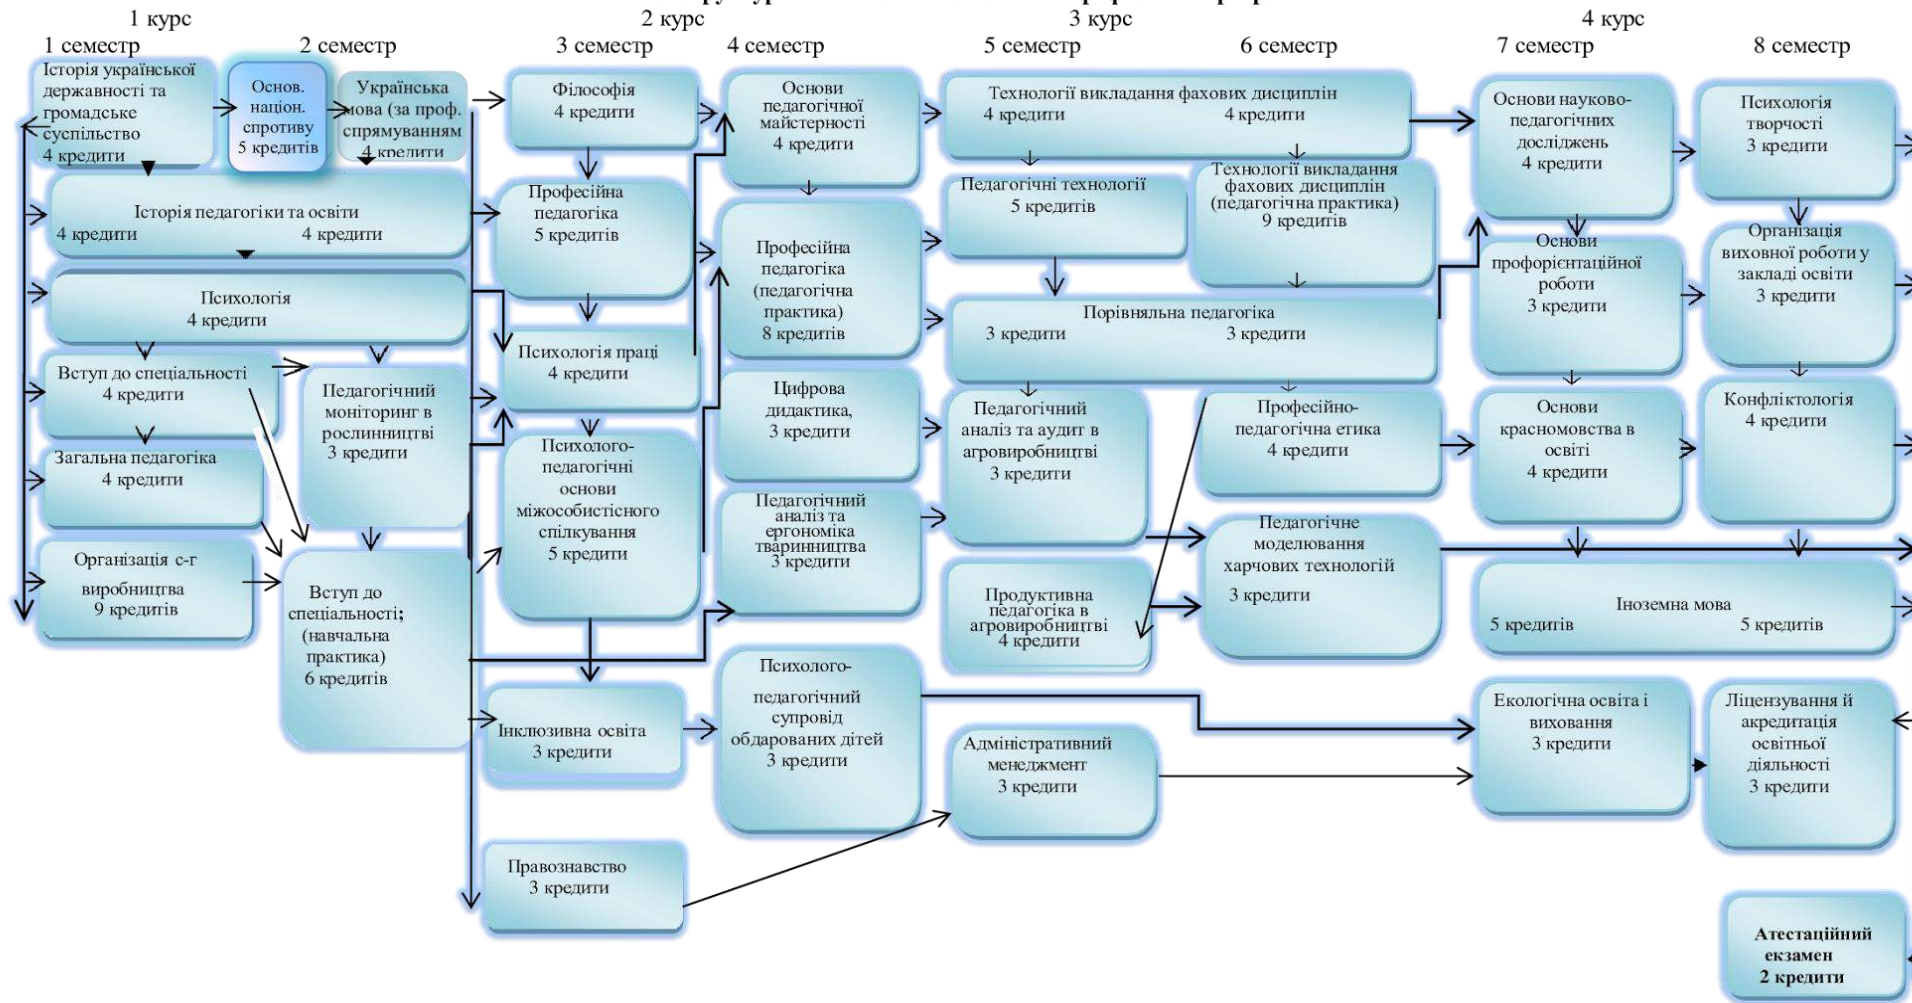 1 курс
2 курс
3 курс
4 курс
1 семестр
2 семестр
3 семестр
4 семестр
5 семестр
6 семестр
7 семестр
8 семестр
Історія української
державності та
громадське
суспільство
4 кредити
Основ.
націон.
спротиву
5 кредитів
Українська
мова (за проф.
спрямуванням
4 кредити
Історія педагогіки та освіти
4 кредити
4 кредити
Психологія
4 кредити
Вступ до спеціальності
4 кредити
Загальна педагогіка
4 кредити
Організація с-г
виробництва
9 кредитів
Педагогічний
моніторинг в
рослинництві
3 кредити
Вступ до
спеціальності;
(навчальна
практика)
6 кредитів
Філософія
4 кредити
Професійна
педагогіка
5 кредитів
Психологія праці
4 кредити
Психолого-
педагогічні
основи
міжособистісного
спілкування
5 кредити
Інклюзивна освіта
3 кредити
Правознавство
3 кредити
Основи
педагогічної
майстерності
4 кредити
Професійна
педагогіка
(педагогічна
практика)
8 кредитів
Цифрова
дидактика,
3 кредити
Педагогічний
аналіз та
ергономіка
тваринництва
3 кредити
Психолого-
педагогічний
супровід
обдарованих дітей
3 кредити
Технології викладання фахових дисциплін
4 кредити
4 кредити
Педагогічні технології
5 кредитів
Технології викладання
фахових дисциплін
(педагогічна практика)
9 кредитів
Порівняльна педагогіка
3 кредити
3 кредити
Педагогічний
аналіз та аудит в
агровиробництві
3 кредити
Професійно-
педагогічна етика
4 кредити
Продуктивна
педагогіка в
агровиробництві
4 кредити
Педагогічне
моделювання
харчових технологій
3 кредити
Адміністративний
менеджмент
3 кредити
Основи науково-
педагогічних
досліджень
4 кредити
Основи
профорієнтаційної
роботи
3 кредити
Основи
красномовства в
освіті
4 кредити
Психологія
творчості
3 кредити
Організація
виховної роботи у
закладі освіти
3 кредити
Конфліктологія
4 кредити
Іноземна мова
5 кредитів
5 кредитів
Екологічна освіта і
виховання
3 кредити
Ліцензування й
акредитація
освітньої
діяльності
3 кредити
Атестаційний
екзамен
2 кредити